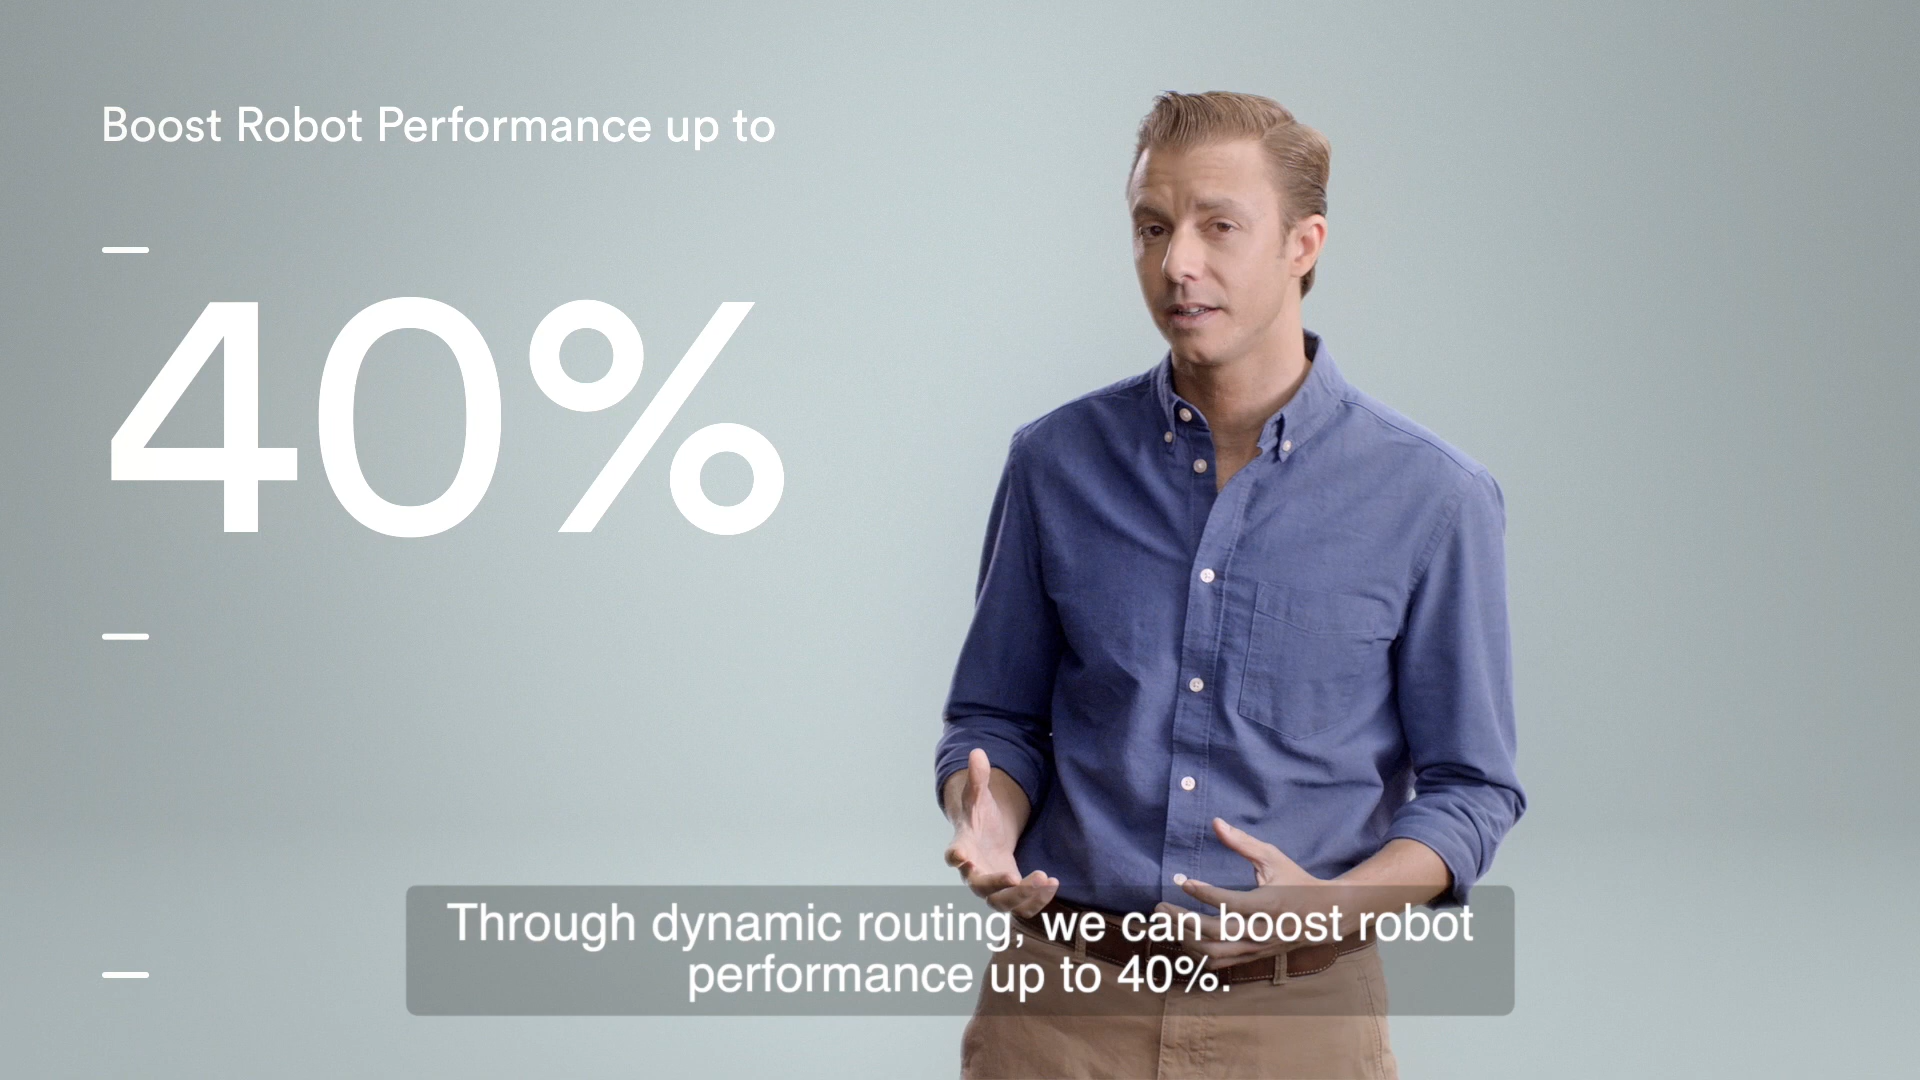 Boost Robot Performance up to
40%
Through dynamic routing, we can boost robot
performance up to 40%.